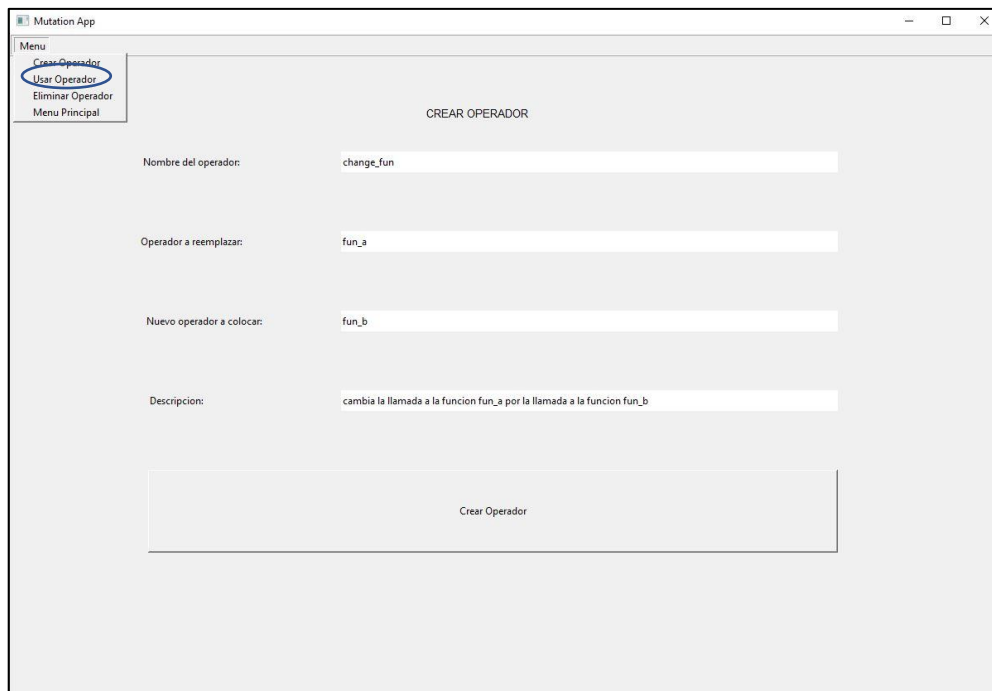 Mutation App
Menu
Crear Operador
Usar Operador
Eliminar Operador
Menu Principal
CREAR OPERADOR
Nombre del operador: change_fun
Operador a reemplazar: fun_a
Nuevo operador a colocar: fun_b
Descripcion: cambia la llamada a la funcion fun_a por la llamada a la funcion fun_b
Crear Operador